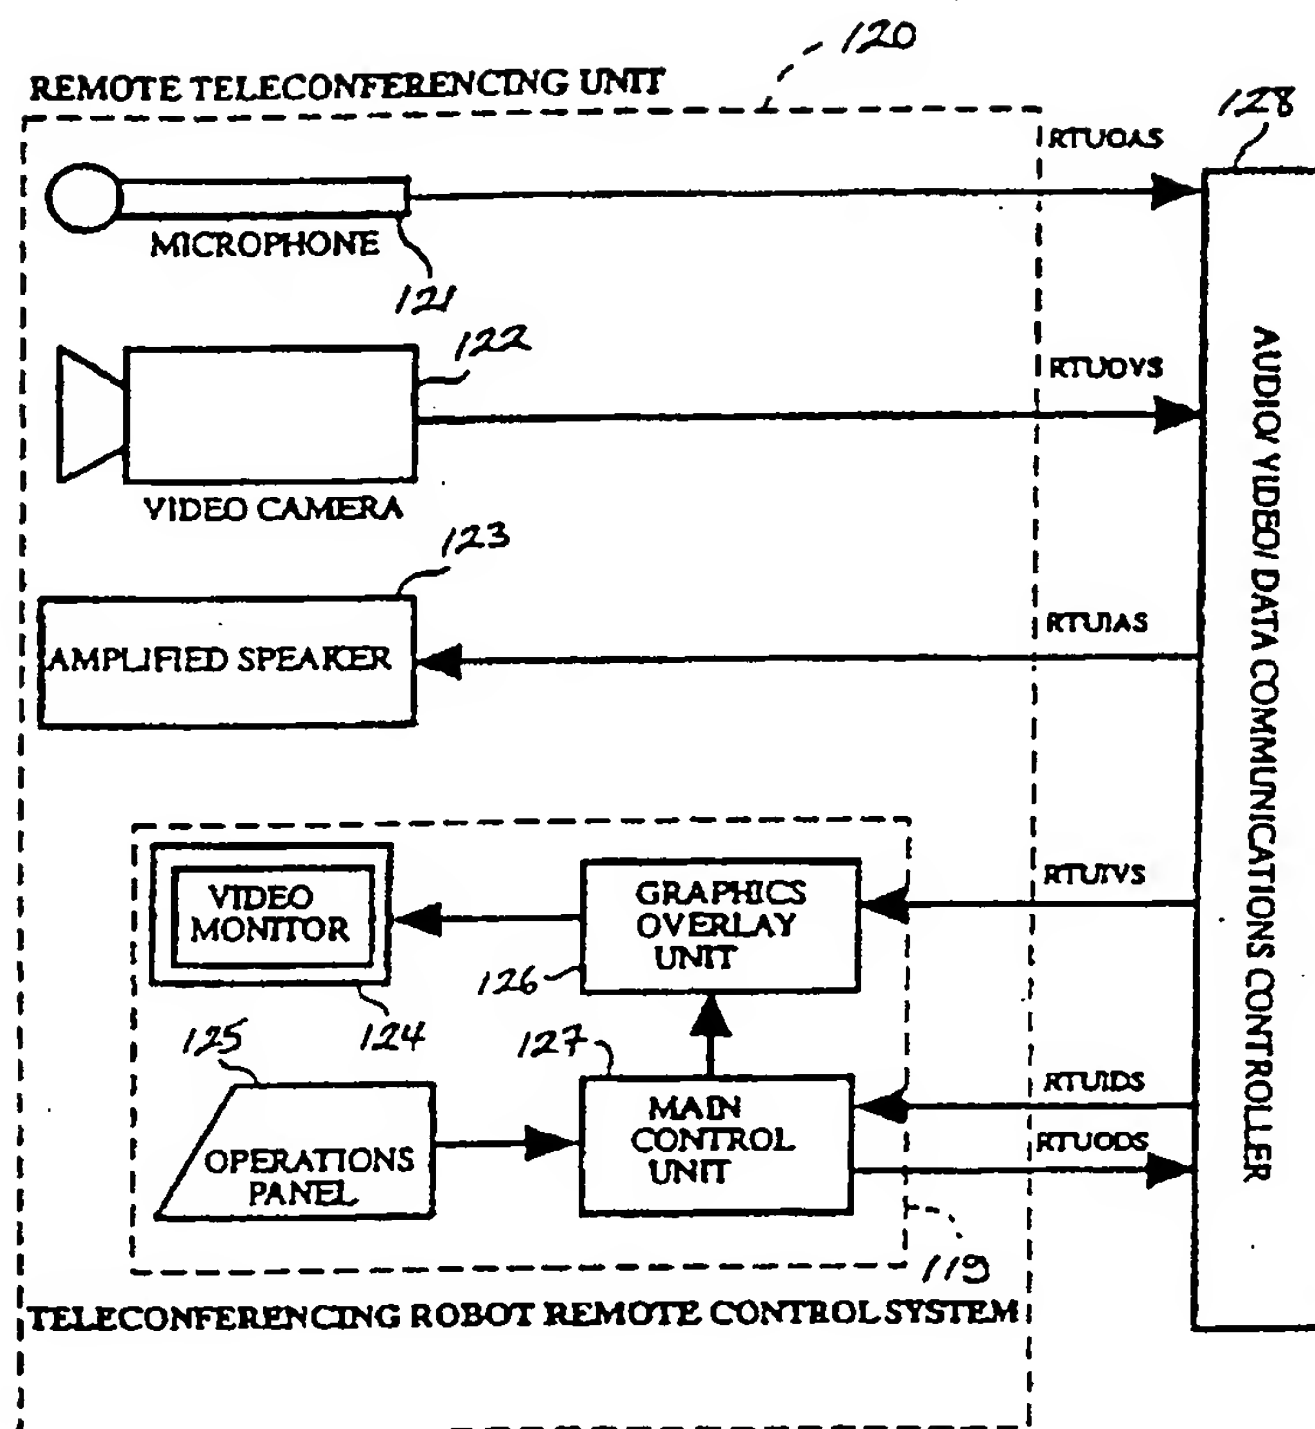 120
REMOTE TELECONFERENCING UNIT
128
RTUOAS
MICROPHONE
121
122
RTUOVS
VIDEO CAMERA
123
RTUIAS
AMPLIFIED SPEAKER
AUDIO/ VIDEO/ DATA COMMUNICATIONS CONTROLLER
VIDEO
MONITOR
124
GRAPHICS
OVERLAY
UNIT
126
RTUIVS
125
OPERATIONS
PANEL
127
MAIN
CONTROL
UNIT
RTUIDS
RTUODS
119
TELECONFERENCING ROBOT REMOTE CONTROL SYSTEM